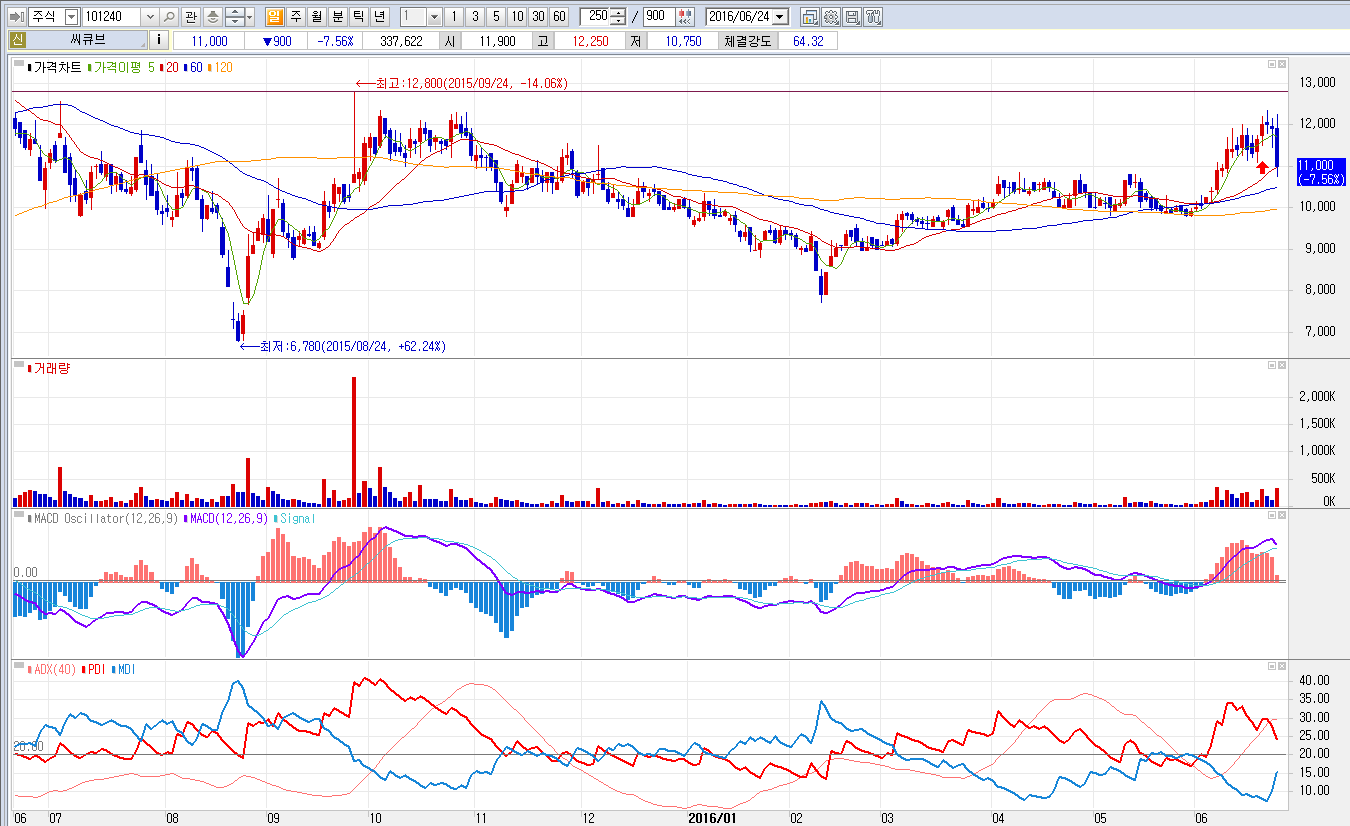 주식 101240 관 일 주 월 분 틱 년 1 1 3 5 10 30 60 250 / 900 2016/06/24
신 씨큐브 i 11,000 ▼900 -7.56% 337,622 시 11,900 고 12,250 저 10,750 체결강도 64.32
가격차트 가격이평 5 20 60 120
최고:12,800(2015/09/24, -14.06%)
13,000
12,000
11,000
(-7.56%)
10,000
9,000
8,000
7,000
최저:6,780(2015/08/24, +62.24%)
거래량
2,000K
1,500K
1,000K
500K
0K
MACD Oscillator(12,26,9) MACD(12,26,9) Signal
0.00
ADX(40) PDI MDI
40.00
35.00
30.00
25.00
20.00
20.00
15.00
10.00
06 07 08 09 10 11 12 2016/01 02 03 04 05 06